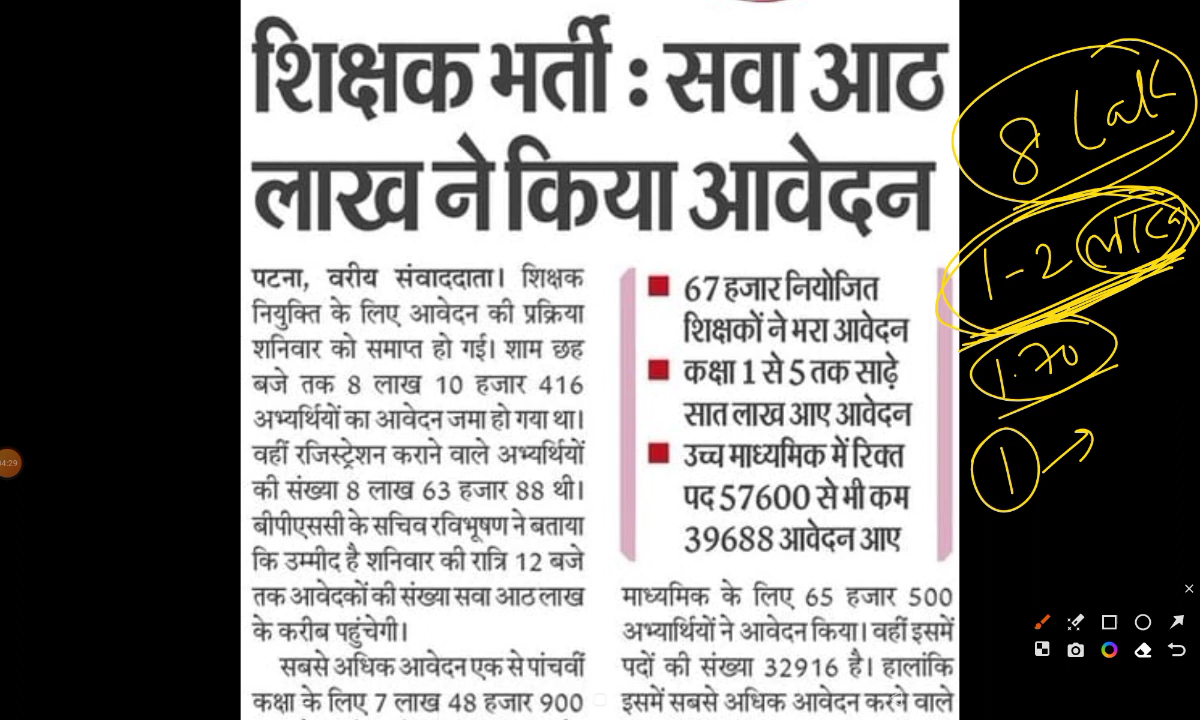 शिक्षक भर्ती : सवा आठ
लाख ने किया आवेदन
पटना, वरीय संवाददाता। शिक्षक
नियुक्ति के लिए आवेदन की प्रक्रिया
शनिवार को समाप्त हो गई। शाम छह
बजे तक 8 लाख 10 हजार 416
अभ्यर्थियों का आवेदन जमा हो गया था।
वहीं रजिस्ट्रेशन कराने वाले अभ्यर्थियों
की संख्या 8 लाख 63 हजार 88 थी।
बीपीएससी के सचिव रविभूषण ने बताया
कि उम्मीद है शनिवार की रात्रि 12 बजे
तक आवेदकों की संख्या सवा आठ लाख
के करीब पहुंचेगी।
सबसे अधिक आवेदन एक से पांचवीं
कक्षा के लिए 7 लाख 48 हजार 900
67 हजार नियोजित
शिक्षकों ने भरा आवेदन
कक्षा 1 से 5 तक साढ़े
सात लाख आए आवेदन
उच्च माध्यमिक में रिक्त
पद 57600 से भी कम
39688 आवेदन आए
माध्यमिक के लिए 65 हजार 500
अभ्यार्थियों ने आवेदन किया। वहीं इसमें
पदों की संख्या 32916 है। हालांकि
इसमें सबसे अधिक आवेदन करने वाले
8 Lak
1-2
1.70
1
4:29